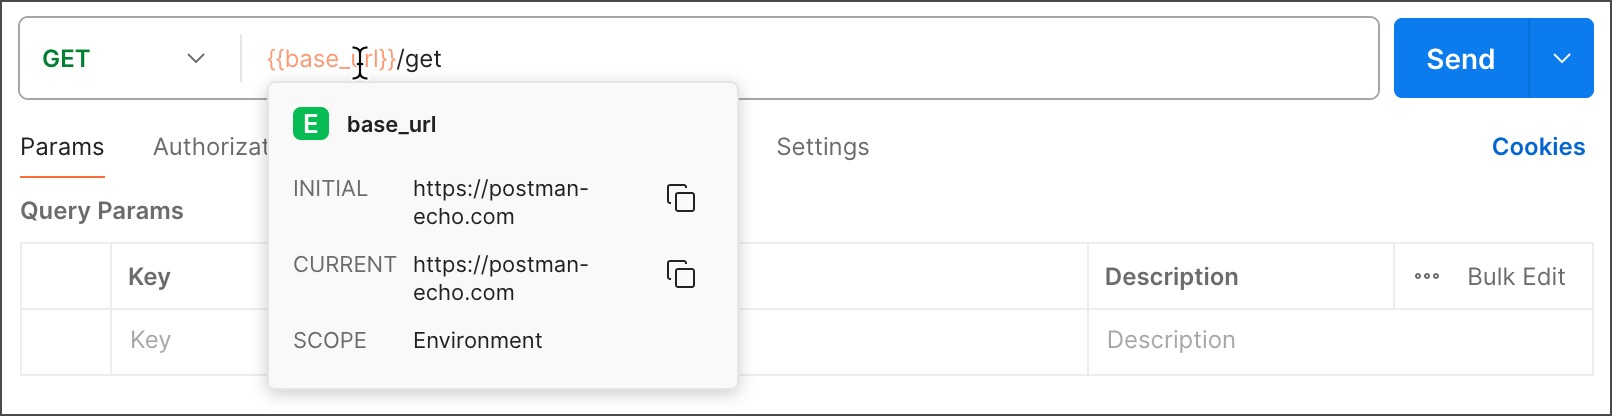 GET {{base_url}}/get Send
E base_url
Params Authorizat Settings Cookies
INITIAL https://postman-
echo.com
Query Params
CURRENT https://postman-
echo.com
Key Description ••• Bulk Edit
SCOPE Environment
Key Description